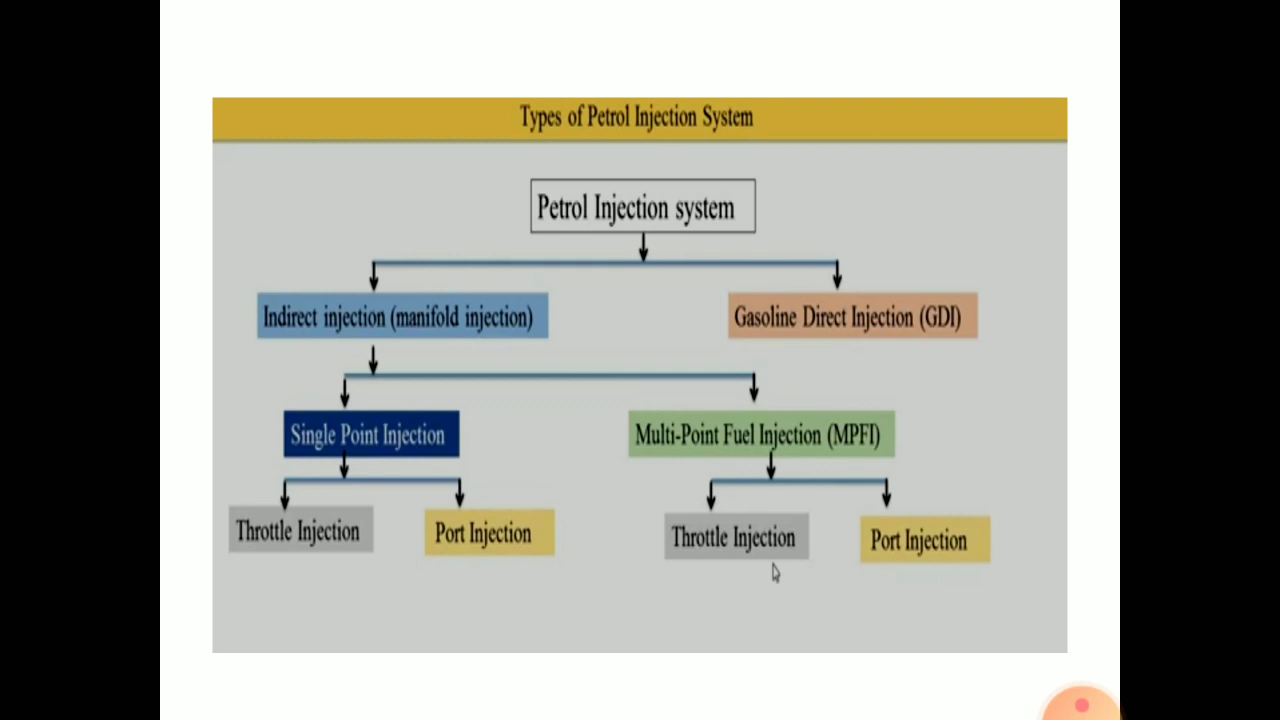 Types of Petrol Injection System
Petrol Injection system
Indirect injection (manifold injection)
Gasoline Direct Injection (GDI)
Single Point Injection
Multi-Point Fuel Injection (MPFI)
Throttle Injection
Port Injection
Throttle Injection
Port Injection